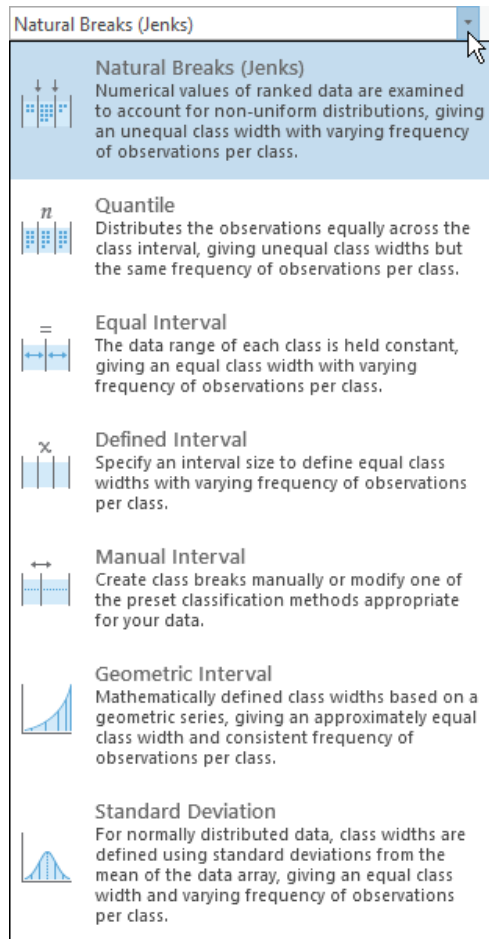 Natural Breaks (Jenks)
Natural Breaks (Jenks)
Numerical values of ranked data are examined
to account for non-uniform distributions, giving
an unequal class width with varying frequency
of observations per class.
n
Quantile
Distributes the observations equally across the
class interval, giving unequal class widths but
the same frequency of observations per class.
=
Equal Interval
The data range of each class is held constant,
giving an equal class width with varying
frequency of observations per class.
x
Defined Interval
Specify an interval size to define equal class
widths with varying frequency of observations
per class.
Manual Interval
Create class breaks manually or modify one of
the preset classification methods appropriate
for your data.
Geometric Interval
Mathematically defined class widths based on a
geometric series, giving an approximately equal
class width and consistent frequency of
observations per class.
Standard Deviation
For normally distributed data, class widths are
defined using standard deviations from the
mean of the data array, giving an equal class
width and varying frequency of observations
per class.